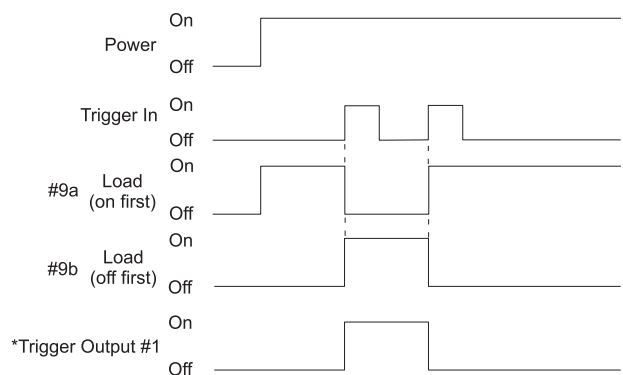 On
Power
Off
On
Trigger In
Off
On
#9a Load
(on first)
Off
On
#9b Load
(off first)
Off
On
*Trigger Output #1
Off